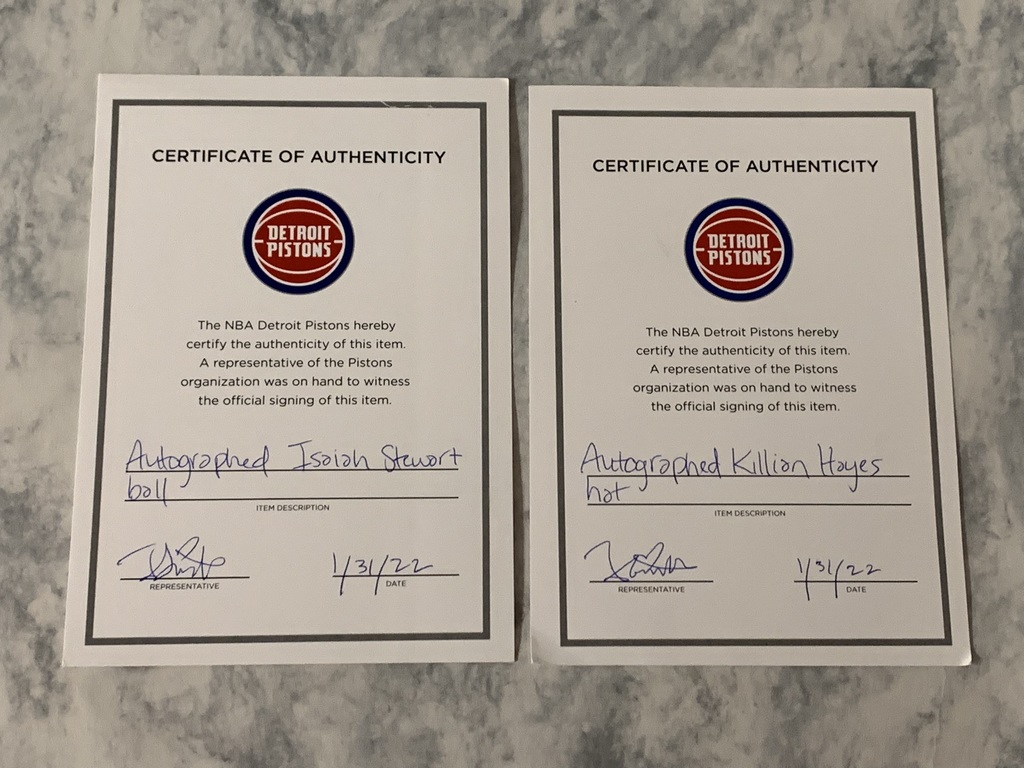 CERTIFICATE OF AUTHENTICITY
DETROIT
PISTONS
The NBA Detroit Pistons hereby
certify the authenticity of this item.
A representative of the Pistons
organization was on hand to witness
the official signing of this item.
Autographed Isaiah Stewart
ball
ITEM DESCRIPTION
1/31/22
REPRESENTATIVE
DATE
CERTIFICATE OF AUTHENTICITY
DETROIT
PISTONS
The NBA Detroit Pistons hereby
certify the authenticity of this item.
A representative of the Pistons
organization was on hand to witness
the official signing of this item.
Autographed Killian Hayes
hat
ITEM DESCRIPTION
1/31/22
REPRESENTATIVE
DATE